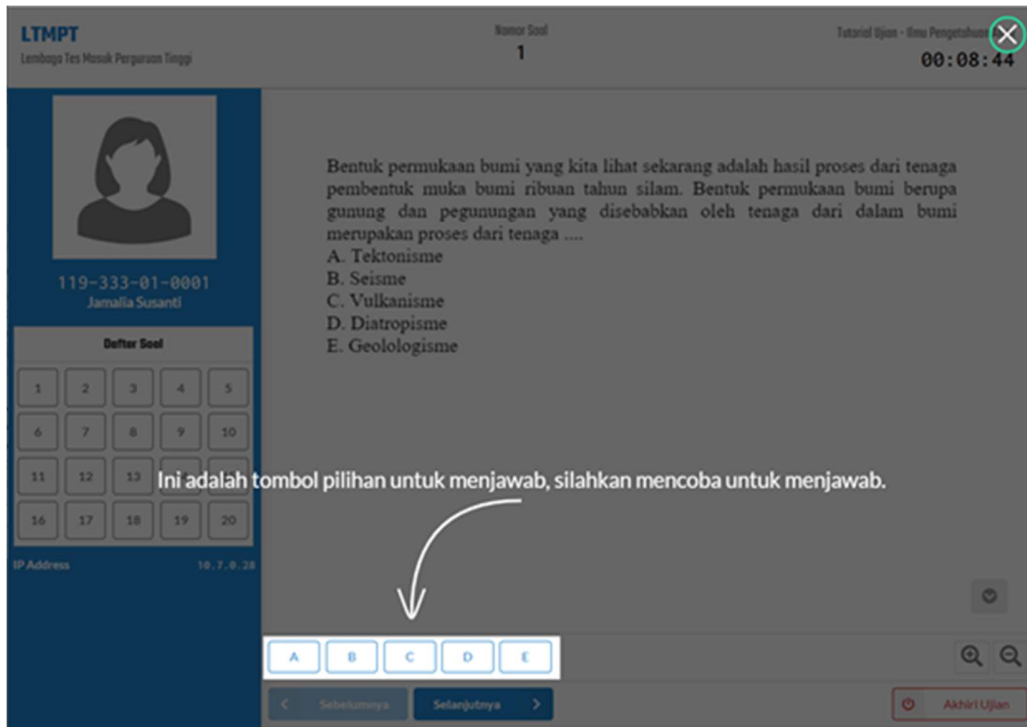 LTMPT
Lembaga Tes Masuk Perguruan Tinggi
Nomor Soal
1
Tutorial Ujian - Ilmu Pengetahuan
00:08:44
119-333-01-0001
Jamalia Susanti
Daftar Soal
1 2 3 4 5
6 7 8 9 10
11 12 13
16 17 18 19 20
IP Address 10.7.0.28
Bentuk permukaan bumi yang kita lihat sekarang adalah hasil proses dari tenaga
pembentuk muka bumi ribuan tahun silam. Bentuk permukaan bumi berupa
gunung dan pegunungan yang disebabkan oleh tenaga dari dalam bumi
merupakan proses dari tenaga ....
A. Tektonisme
B. Seisme
C. Vulkanisme
D. Diatropisme
E. Geolologisme
Ini adalah tombol pilihan untuk menjawab, silahkan mencoba untuk menjawab.
A B C D E
< Sebelumnya Selanjutnya > Akhiri Ujian